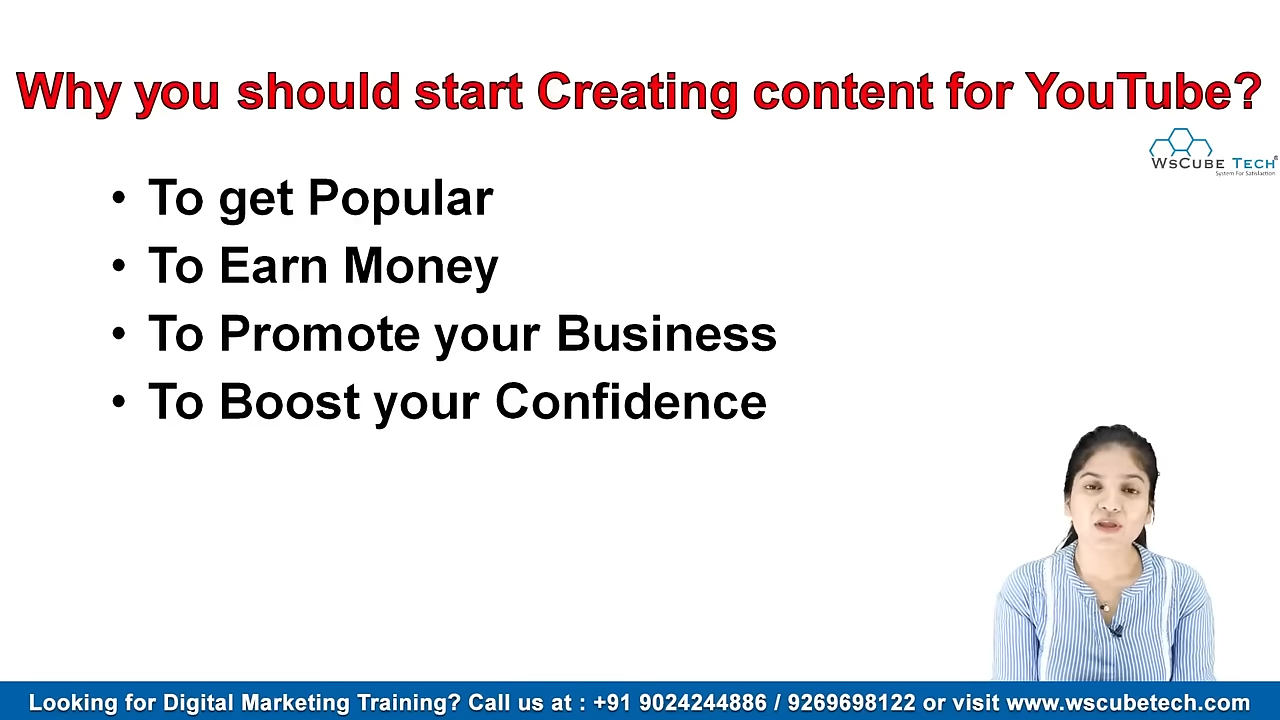 Why you should start Creating content for YouTube?
WsCube Tech®
System For Satisfaction
• To get Popular
• To Earn Money
• To Promote your Business
• To Boost your Confidence
Looking for Digital Marketing Training? Call us at : +91 9024244886 / 9269698122 or visit www.wscubetech.com